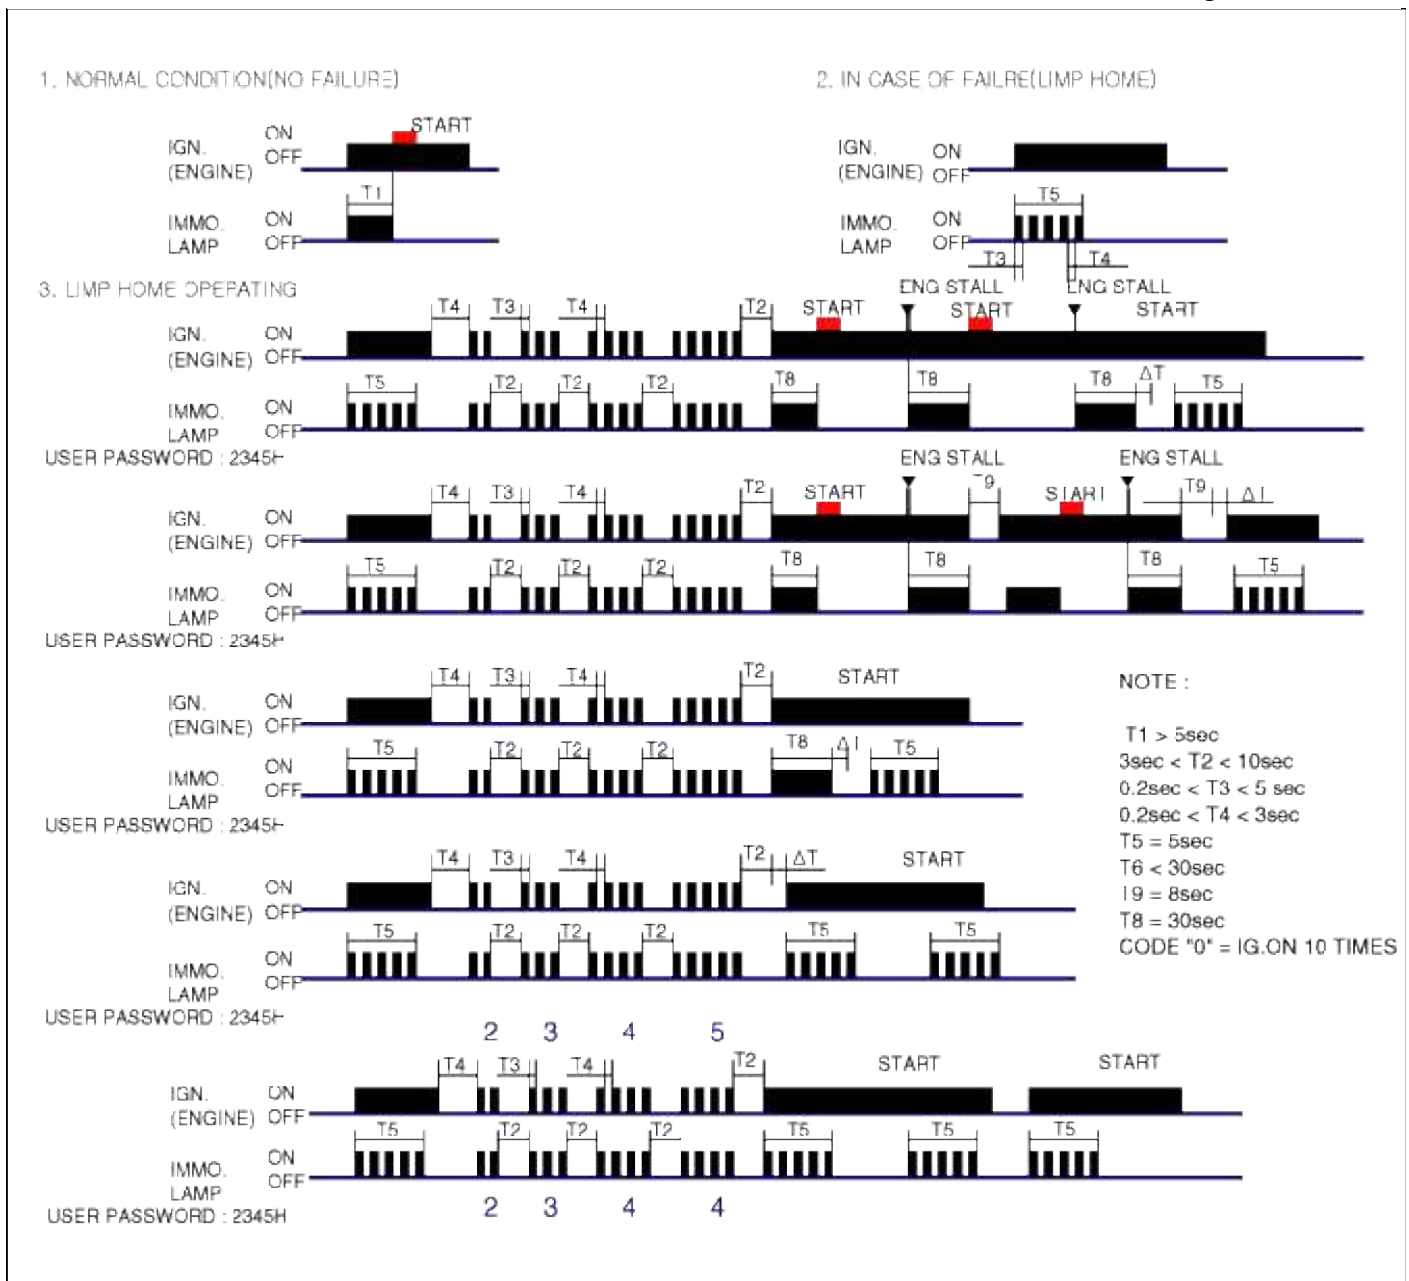 1. NORMAL CONDITION(NO FAILURE)
2. IN CASE OF FAILRE(LIMP HOME)
START
IGN.
(ENGINE)
ON
OFF
T1
IMMO.
LAMP
ON
OFF
IGN.
(ENGINE)
ON
OFF
T5
IMMO.
LAMP
ON
OFF
T3
T4
3. LIMP HOME OPERATING
ENG STALL
ENG STALL
T4
T3
T4
T2
START
START
START
IGN.
(ENGINE)
ON
OFF
T5
T2
T2
T2
T8
T8
T8
ΔT
T5
IMMO.
LAMP
ON
OFF
USER PASSWORD : 2345H
ENG STALL
ENG STALL
T4
T3
T4
T2
START
T9
START
T9
ΔT
IGN.
(ENGINE)
ON
OFF
T5
T2
T2
T2
T8
T8
T8
T5
IMMO.
LAMP
ON
OFF
USER PASSWORD : 2345H
T4
T3
T4
T2
START
IGN.
(ENGINE)
ON
OFF
T5
T2
T2
T2
T8
ΔT
T5
IMMO.
LAMP
ON
OFF
USER PASSWORD : 2345H
NOTE :
T1 > 5sec
3sec < T2 < 10sec
0.2sec < T3 < 5 sec
0.2sec < T4 < 3sec
T5 = 5sec
T6 < 30sec
T9 = 8sec
T8 = 30sec
CODE "0" = IG.ON 10 TIMES
T4
T3
T4
T2
ΔT
START
IGN.
(ENGINE)
ON
OFF
T5
T2
T2
T2
T5
T5
IMMO.
LAMP
ON
OFF
USER PASSWORD : 2345H
2 3 4 5
T4
T3
T4
T2
START
START
IGN.
(ENGINE)
ON
OFF
T5
T2
T2
T2
T5
T5
T5
IMMO.
LAMP
ON
OFF
USER PASSWORD : 2345H
2 3 4 4